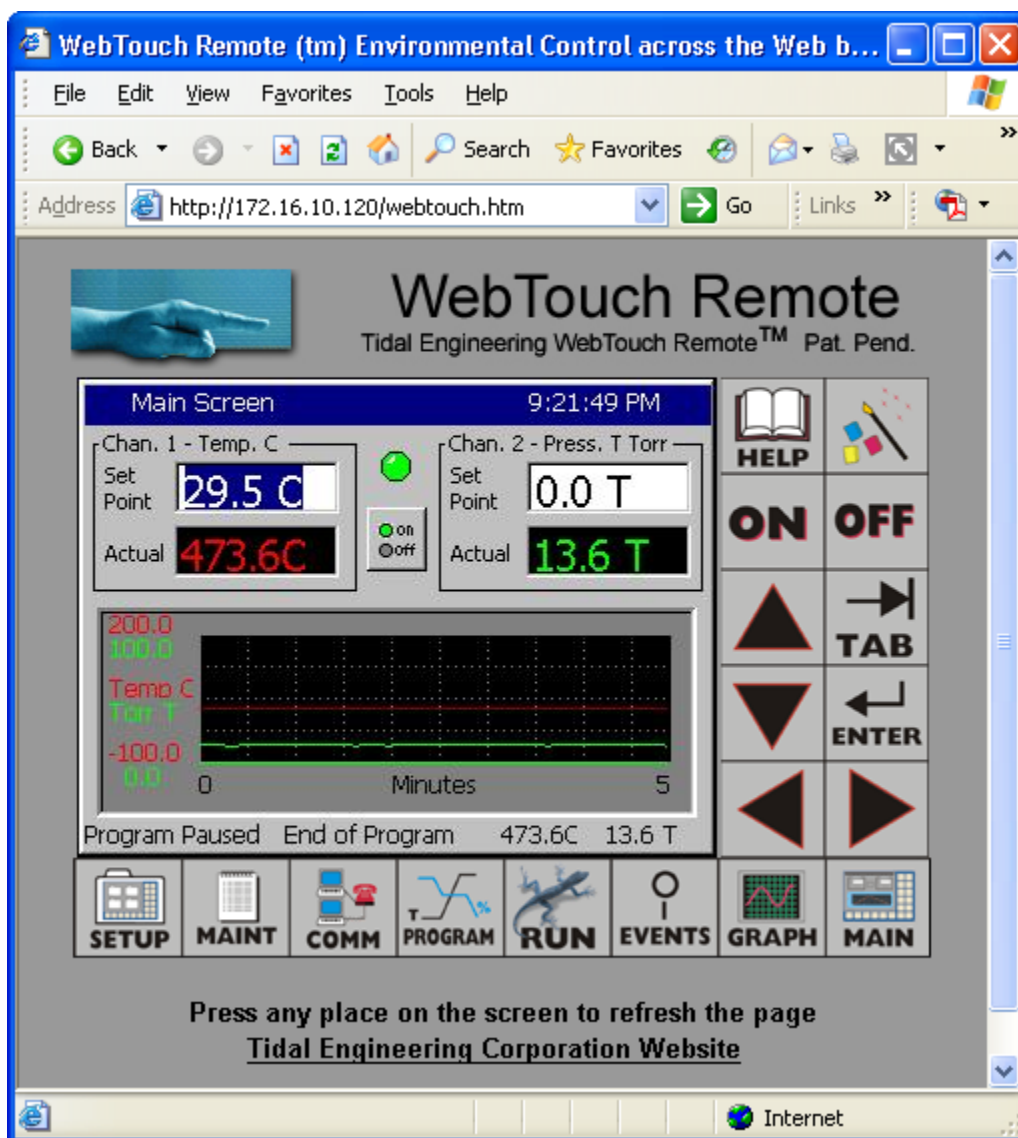 WebTouch Remote (tm) Environmental Control across the Web b...
File Edit View Favorites Tools Help
Back Search Favorites
Address http://172.16.10.120/webtouch.htm Go Links
WebTouch Remote
Tidal Engineering WebTouch Remote™ Pat. Pend.
Main Screen 9:21:49 PM
Chan. 1 - Temp. C
Set Point 29.5 C
Actual 473.6C
on
off
Chan. 2 - Press. T Torr
Set Point 0.0 T
Actual 13.6 T
200.0
100.0
Temp C
Torr T
-100.0
0.0
0 Minutes 5
Program Paused End of Program 473.6C 13.6 T
HELP
ON OFF
TAB
ENTER
SETUP MAINT COMM T % PROGRAM RUN EVENTS GRAPH MAIN
Press any place on the screen to refresh the page
Tidal Engineering Corporation Website
Internet